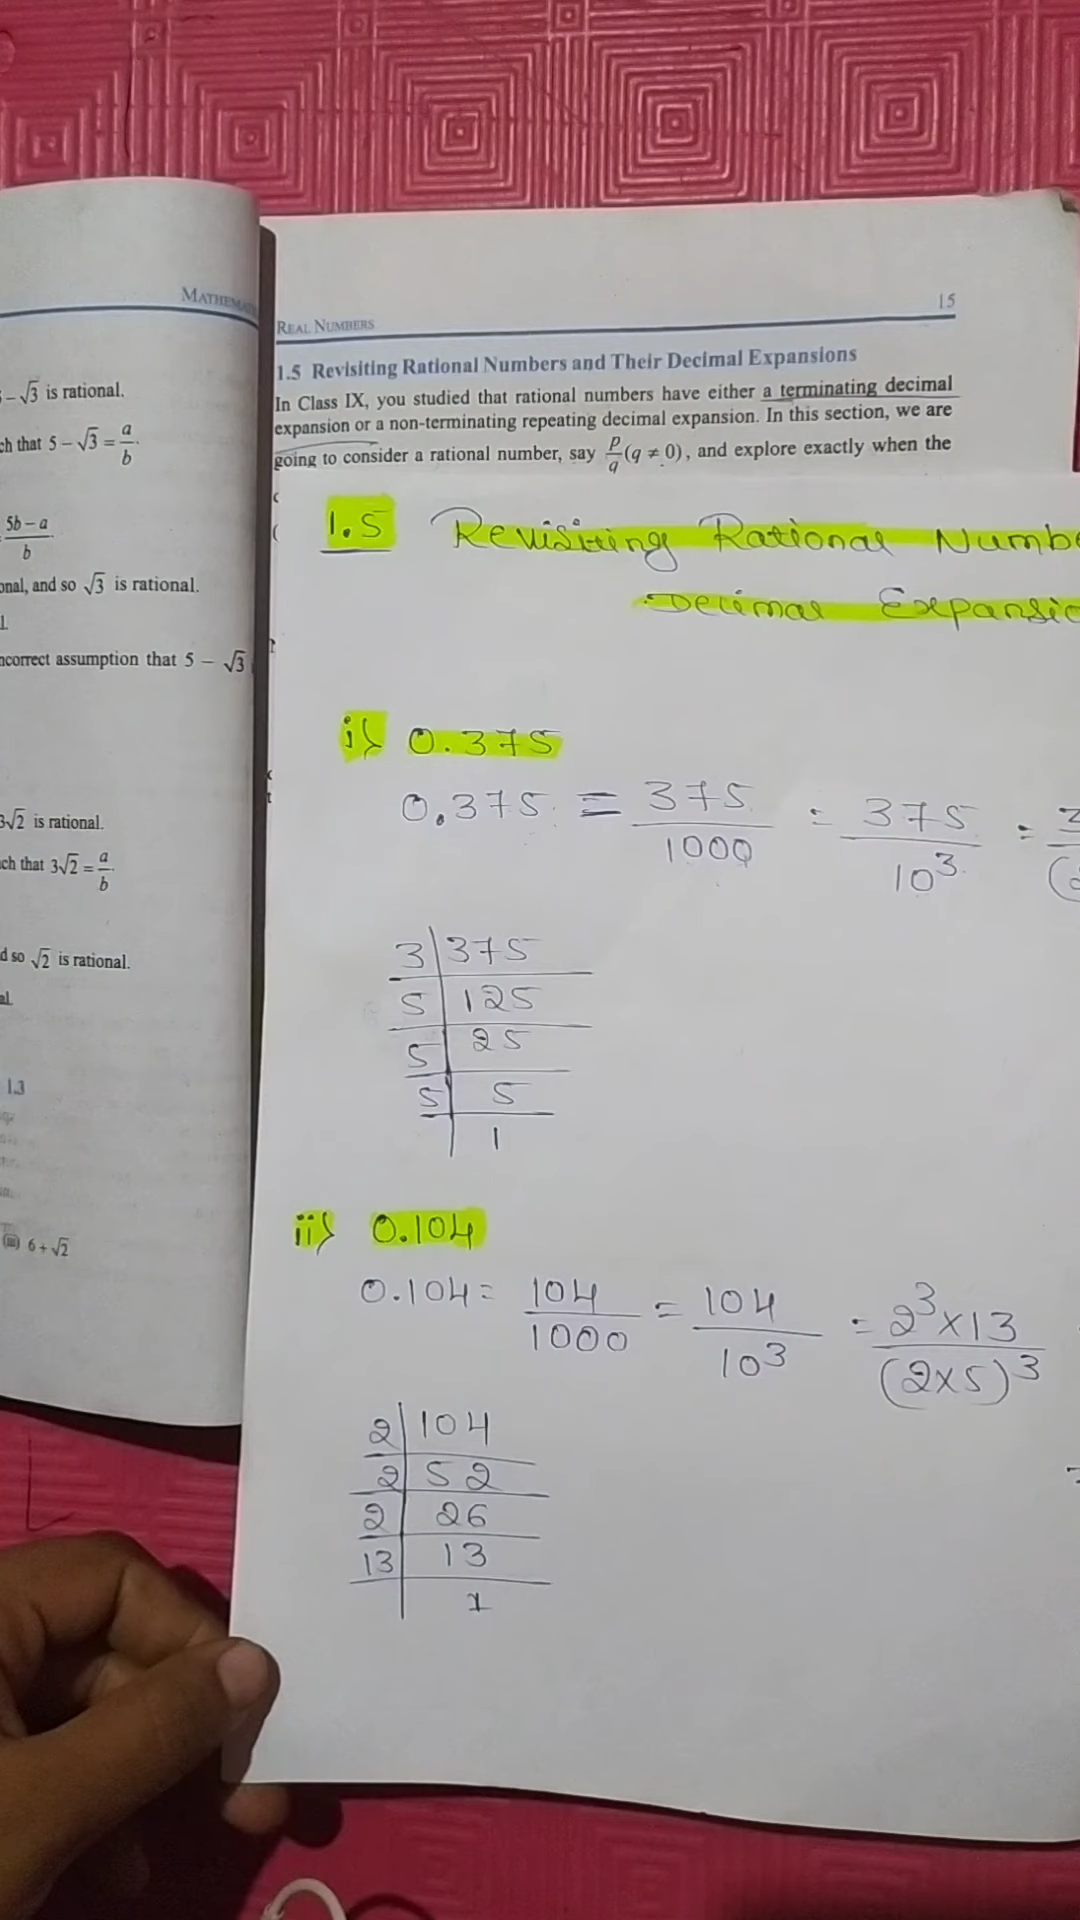 MATHEMA
- √3 is rational.
ch that 5 - √3 = a/b.
5b - a / b
onal, and so √3 is rational.
ncorrect assumption that 5 - √3
3√2 is rational.
ch that 3√2 = a/b.
d so √2 is rational.
al.
1.3
(iii) 6 + √2
REAL NUMBERS 15
1.5 Revisiting Rational Numbers and Their Decimal Expansions
In Class IX, you studied that rational numbers have either a terminating decimal
expansion or a non-terminating repeating decimal expansion. In this section, we are
going to consider a rational number, say p/q (q ≠ 0), and explore exactly when the
1.5 Revisiting Rational Numbe
Decimal Expansio
i) 0.375
0.375 = 375/1000 = 375/10³ = 3
(2
3 | 375
5 | 125
5 | 25
5 | 5
1
ii) 0.104
0.104 = 104/1000 = 104/10³ = 2³×13/(2×5)³
2 | 104
2 | 52
2 | 26
13 | 13
1